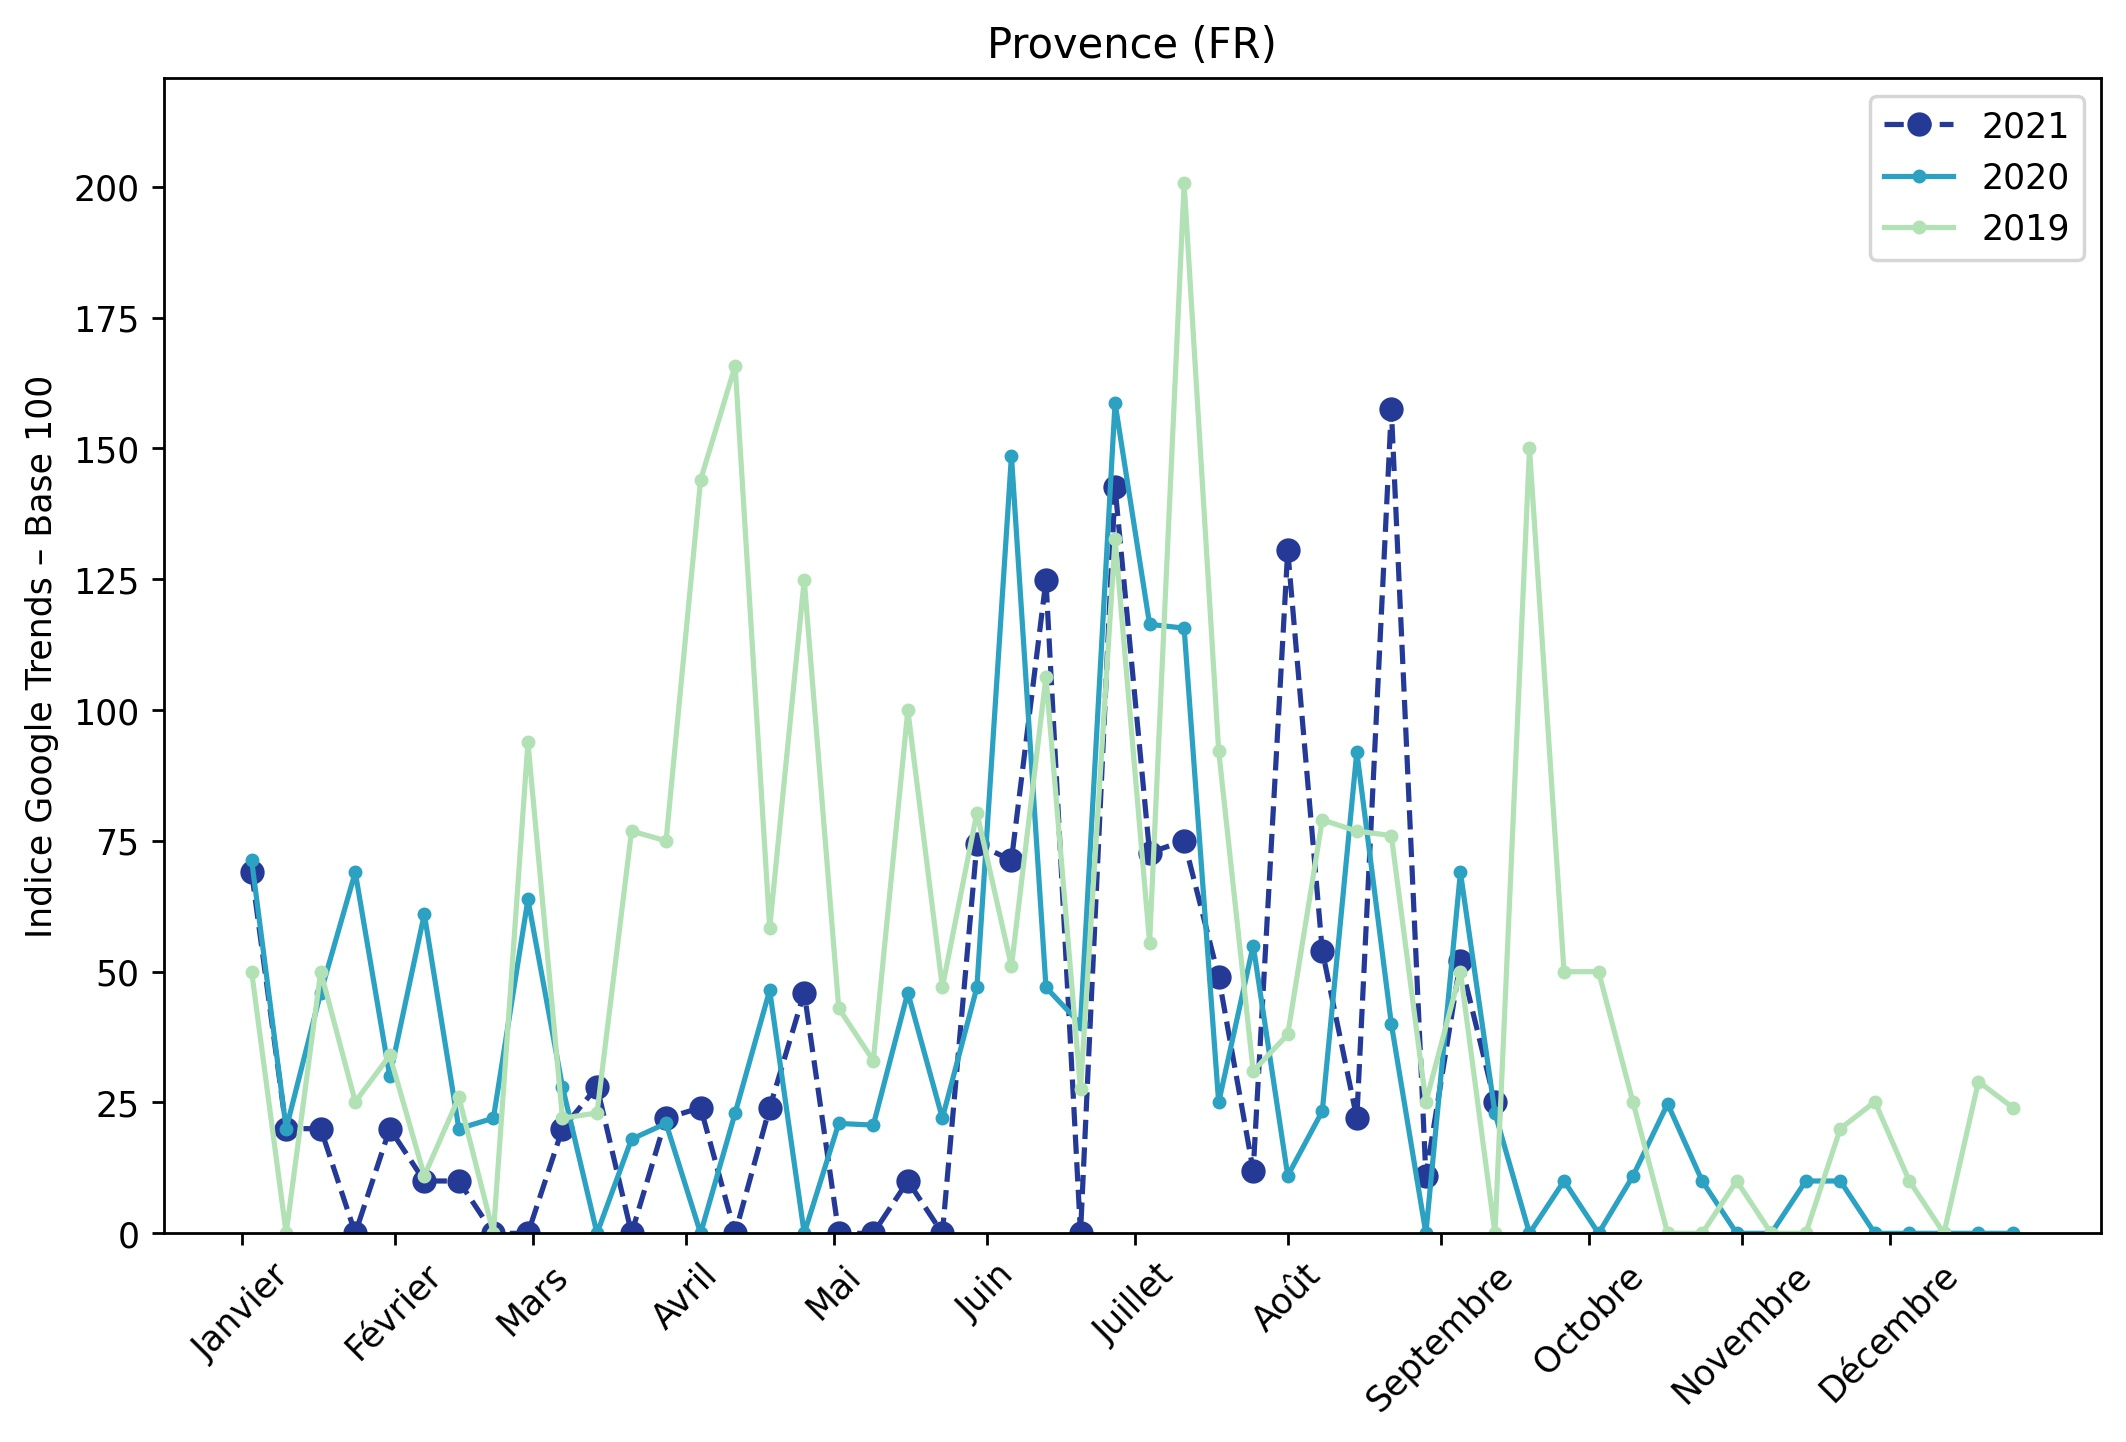 Provence (FR)
Indice Google Trends – Base 100
200
175
150
125
100
75
50
25
0
2021
2020
2019
Janvier
Février
Mars
Avril
Mai
Juin
Juillet
Août
Septembre
Octobre
Novembre
Décembre